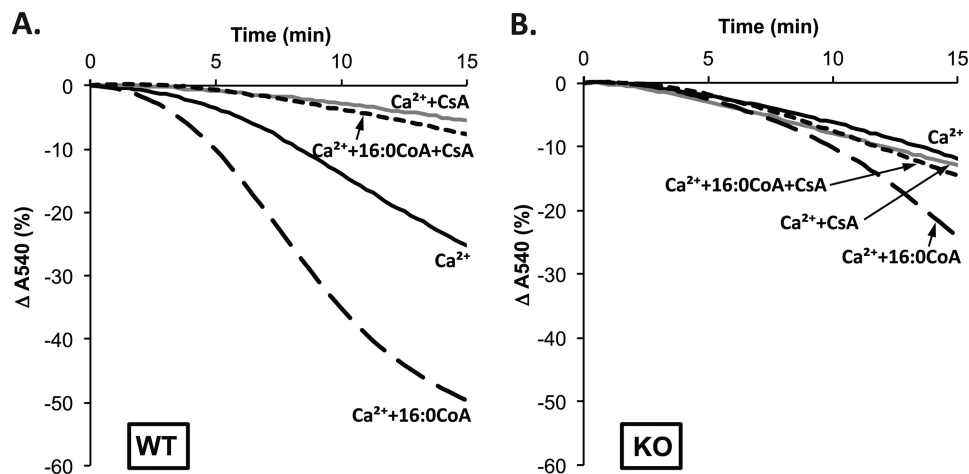 A.
Time (min)
0 5 10 15
0
-10
-20
-30
-40
-50
-60
Δ A540 (%)
Ca²⁺+CsA
Ca²⁺+16:0CoA+CsA
Ca²⁺
Ca²⁺+16:0CoA
WT
B.
Time (min)
0 5 10 15
0
-10
-20
-30
-40
-50
-60
Δ A540 (%)
Ca²⁺
Ca²⁺+16:0CoA+CsA
Ca²⁺+CsA
Ca²⁺+16:0CoA
KO